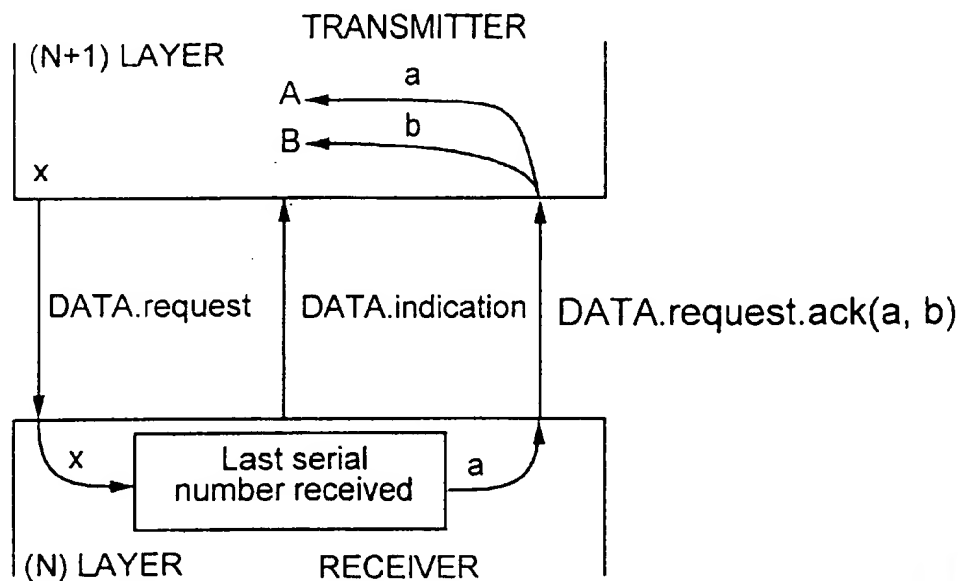 TRANSMITTER
(N+1) LAYER
a
A
b
B
x
DATA.request
DATA.indication
DATA.request.ack(a, b)
x
Last serial
number received
a
(N) LAYER
RECEIVER